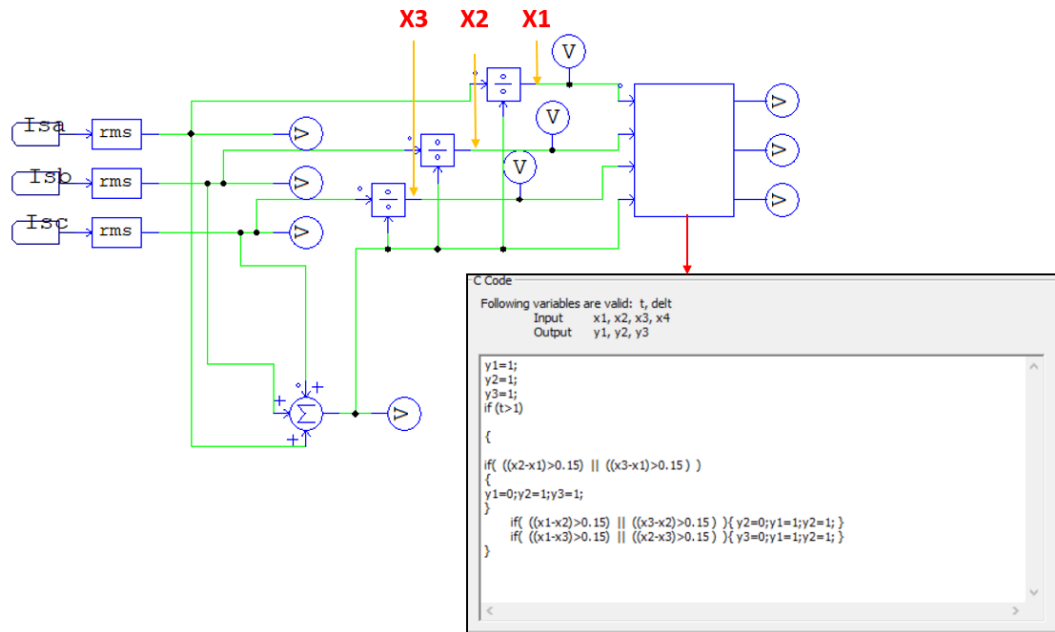 X3 X2 X1
V
Isa rms V
V
Isb rms V V
V
Isc rms V
V
V
V
÷
÷
÷
+
+ Σ V
+
C Code
Following variables are valid: t, delt
Input x1, x2, x3, x4
Output y1, y2, y3
y1=1;
y2=1;
y3=1;
if (t>1)
{
if( ((x2-x1)>0.15) || ((x3-x1)>0.15 ) )
{
y1=0;y2=1;y3=1;
}
if( ((x1-x2)>0.15) || ((x3-x2)>0.15 ) ){ y2=0;y1=1;y2=1; }
if( ((x1-x3)>0.15) || ((x2-x3)>0.15 ) ){ y3=0;y1=1;y2=1; }
}